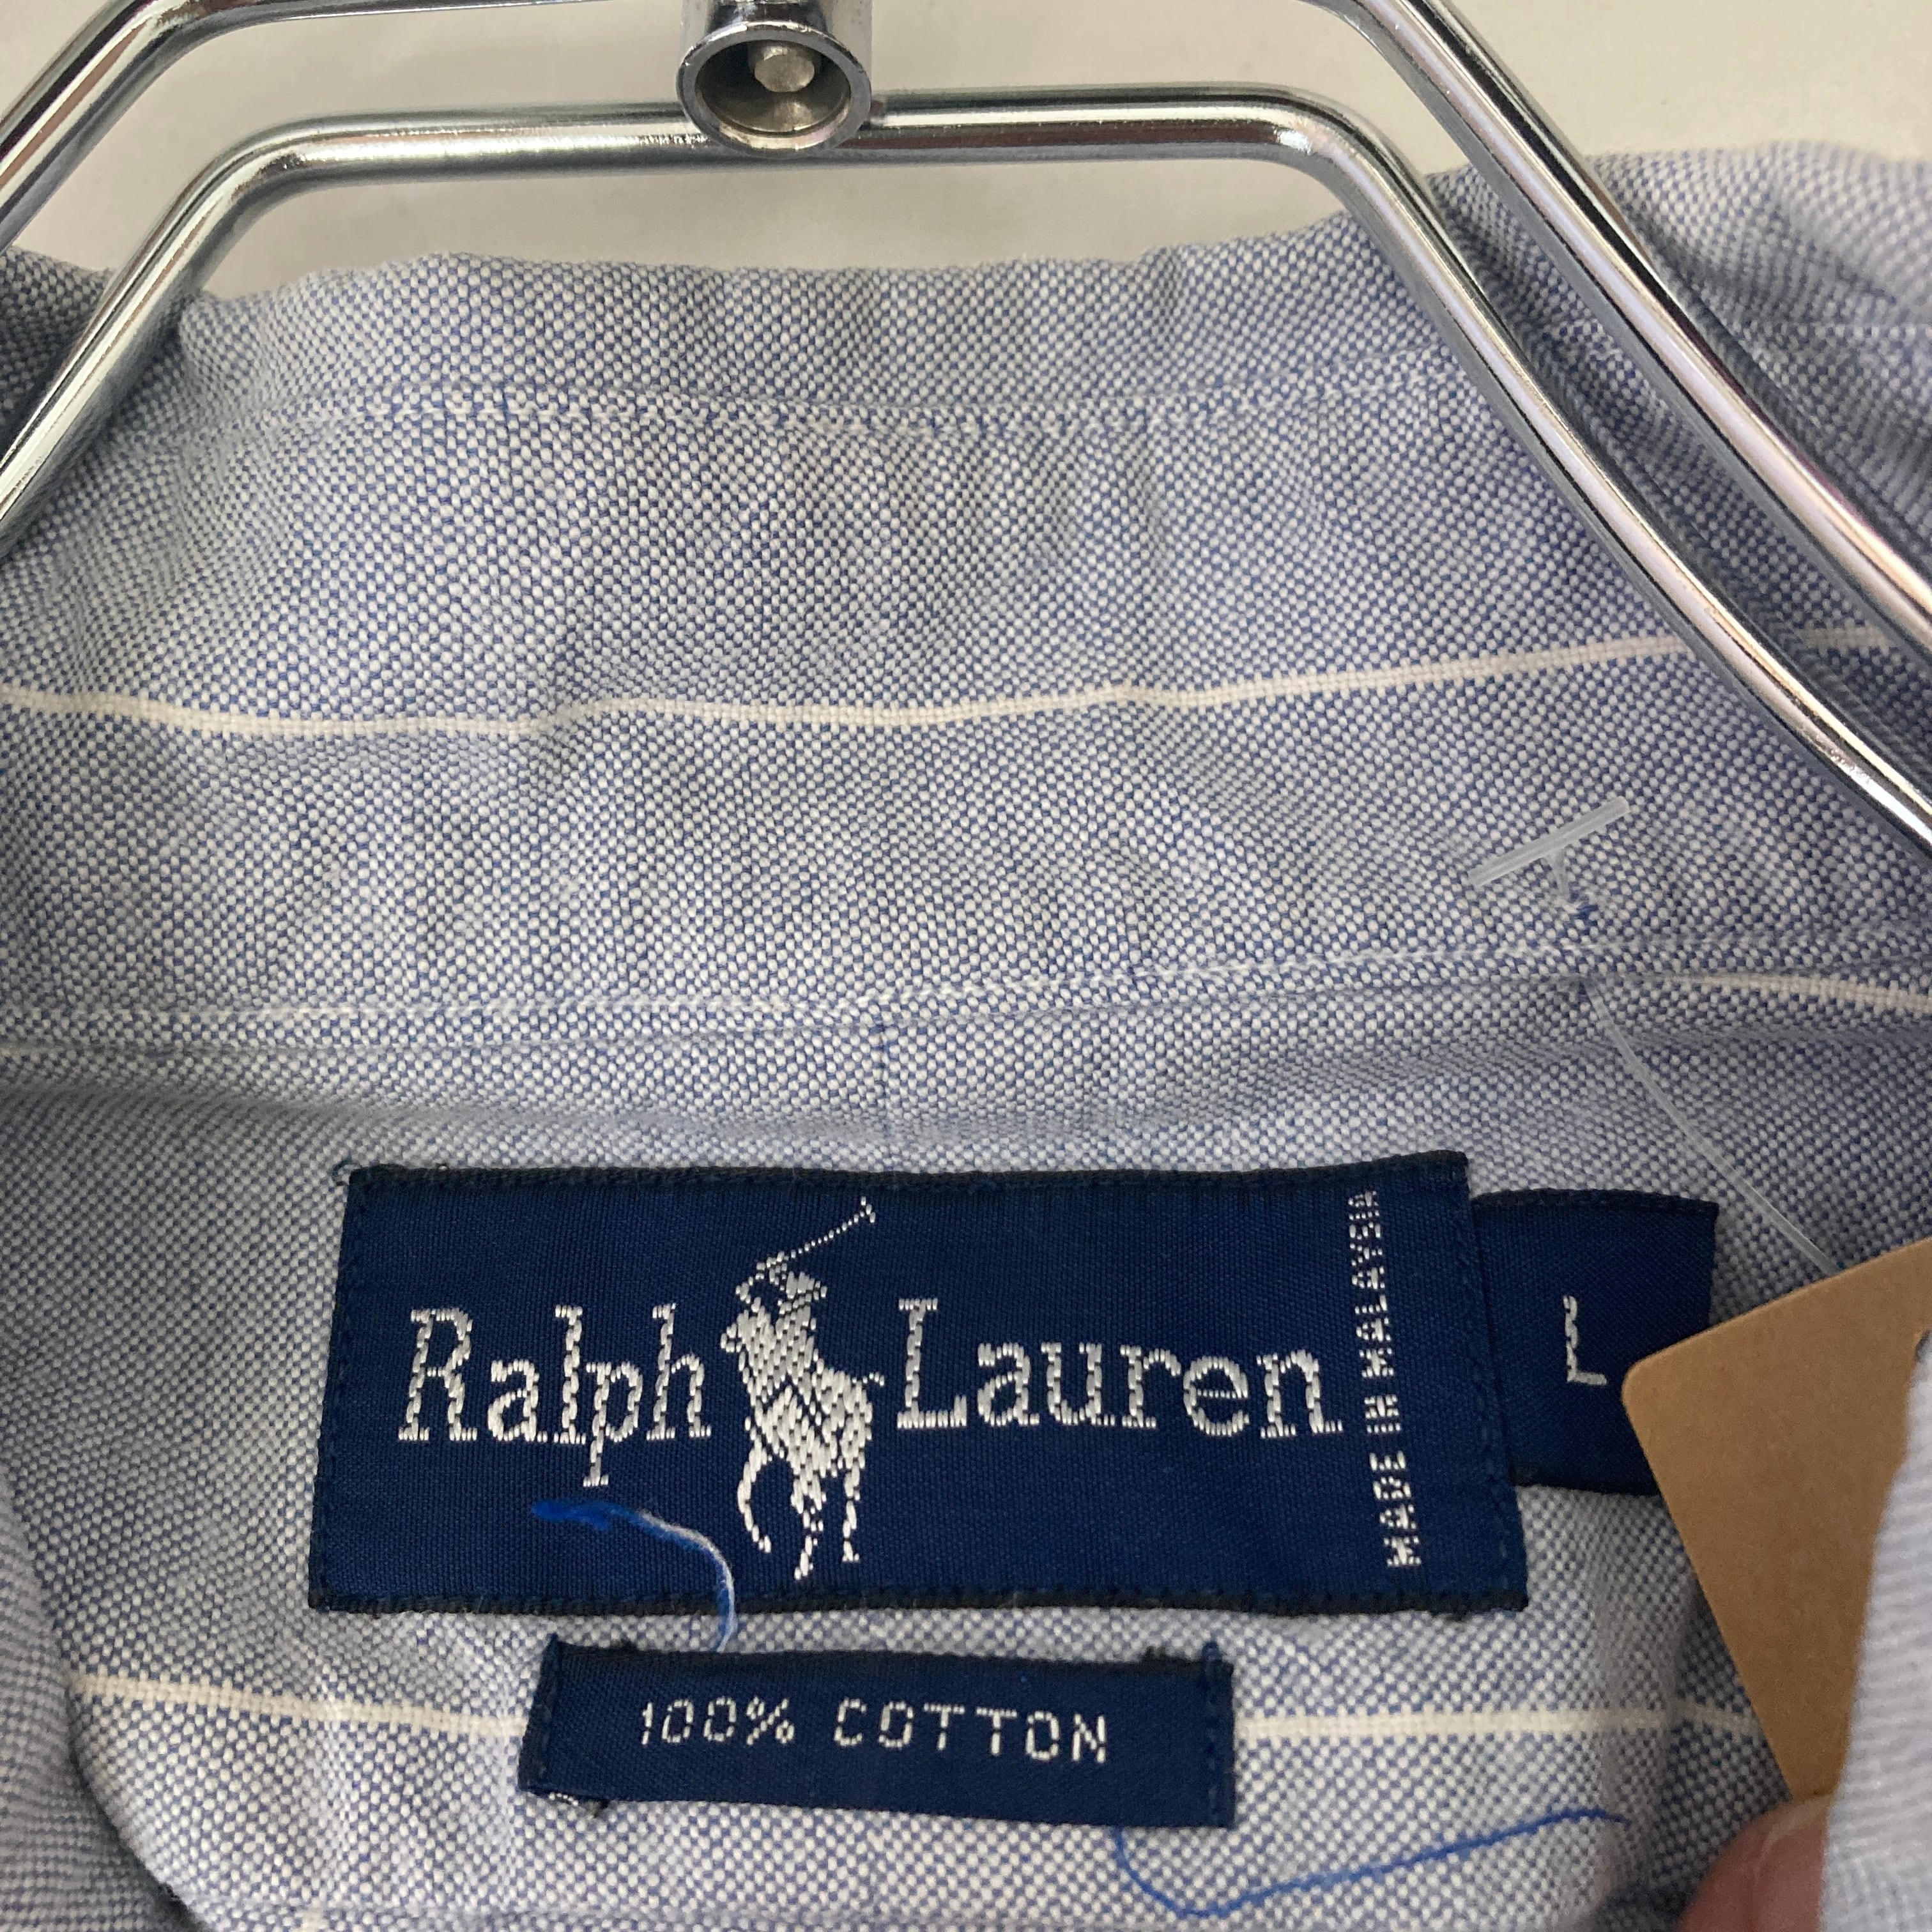 Ralph Lauren
MADE IN MALAYSIA
L
100% COTTON